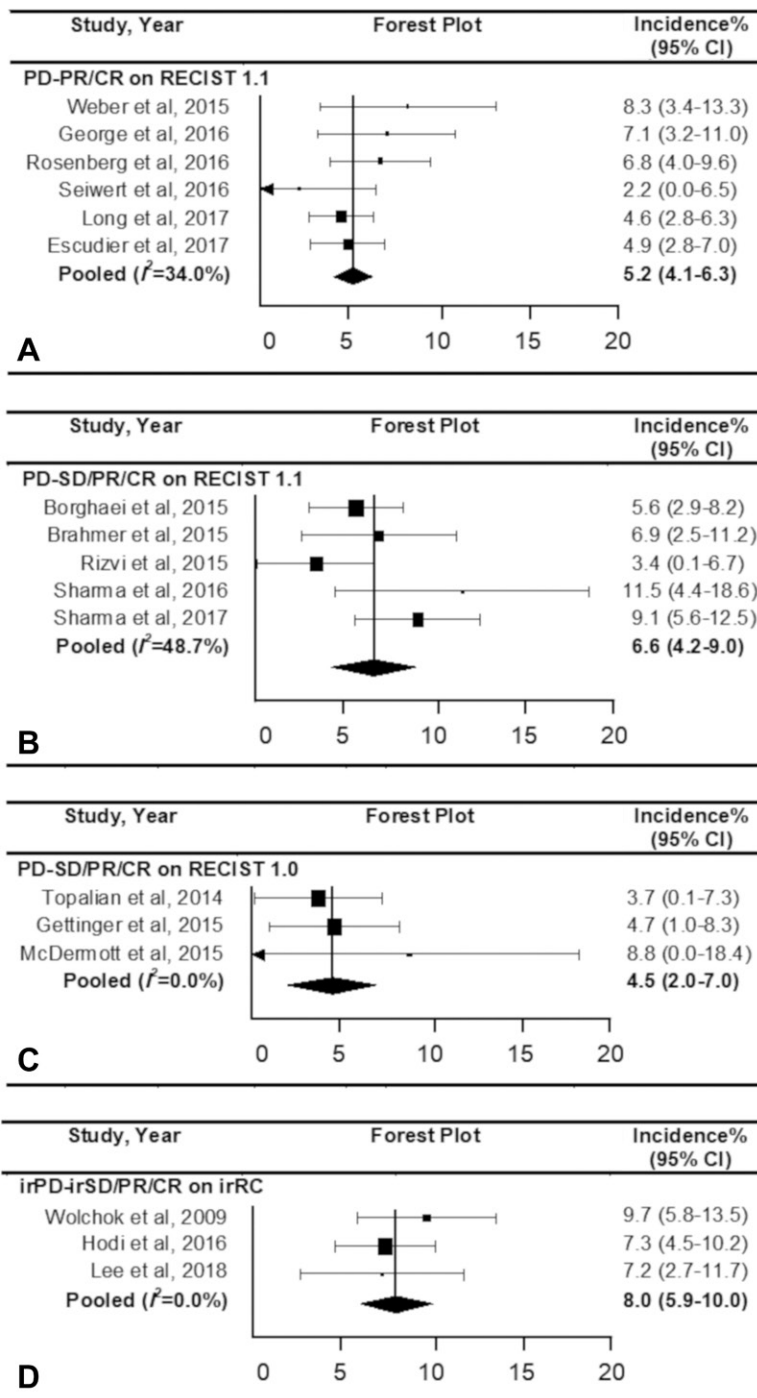 Study, Year Forest Plot Incidence%
(95% CI)
PD-PR/CR on RECIST 1.1
Weber et al, 2015 8.3 (3.4-13.3)
George et al, 2016 7.1 (3.2-11.0)
Rosenberg et al, 2016 6.8 (4.0-9.6)
Seiwert et al, 2016 2.2 (0.0-6.5)
Long et al, 2017 4.6 (2.8-6.3)
Escudier et al, 2017 4.9 (2.8-7.0)
Pooled (I²=34.0%) 5.2 (4.1-6.3)
0 5 10 15 20
A
Study, Year Forest Plot Incidence%
(95% CI)
PD-SD/PR/CR on RECIST 1.1
Borghaei et al, 2015 5.6 (2.9-8.2)
Brahmer et al, 2015 6.9 (2.5-11.2)
Rizvi et al, 2015 3.4 (0.1-6.7)
Sharma et al, 2016 11.5 (4.4-18.6)
Sharma et al, 2017 9.1 (5.6-12.5)
Pooled (I²=48.7%) 6.6 (4.2-9.0)
0 5 10 15 20
B
Study, Year Forest Plot Incidence%
(95% CI)
PD-SD/PR/CR on RECIST 1.0
Topalian et al, 2014 3.7 (0.1-7.3)
Gettinger et al, 2015 4.7 (1.0-8.3)
McDermott et al, 2015 8.8 (0.0-18.4)
Pooled (I²=0.0%) 4.5 (2.0-7.0)
0 5 10 15 20
C
Study, Year Forest Plot Incidence%
(95% CI)
irPD-irSD/PR/CR on irRC
Wolchok et al, 2009 9.7 (5.8-13.5)
Hodi et al, 2016 7.3 (4.5-10.2)
Lee et al, 2018 7.2 (2.7-11.7)
Pooled (I²=0.0%) 8.0 (5.9-10.0)
0 5 10 15 20
D